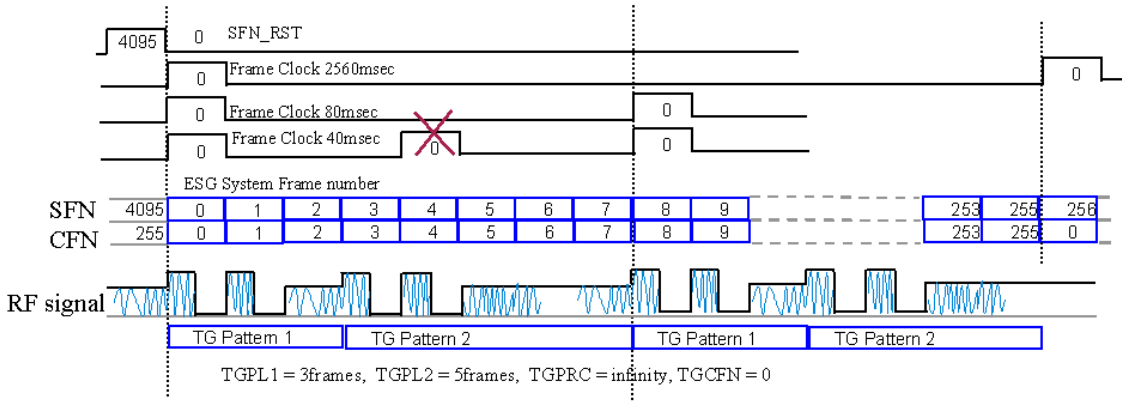 4095 0 SFN_RST
0 Frame Clock 2560msec 0
0 Frame Clock 80msec 0
0 Frame Clock 40msec 0 0
ESG System Frame number
SFN 4095 0 1 2 3 4 5 6 7 8 9 253 255 256
CFN 255 0 1 2 3 4 5 6 7 8 9 253 255 0
RF signal
TG Pattern 1 TG Pattern 2 TG Pattern 1 TG Pattern 2
TGPL1 = 3frames, TGPL2 = 5frames, TGPRC = infinity, TGCFN = 0